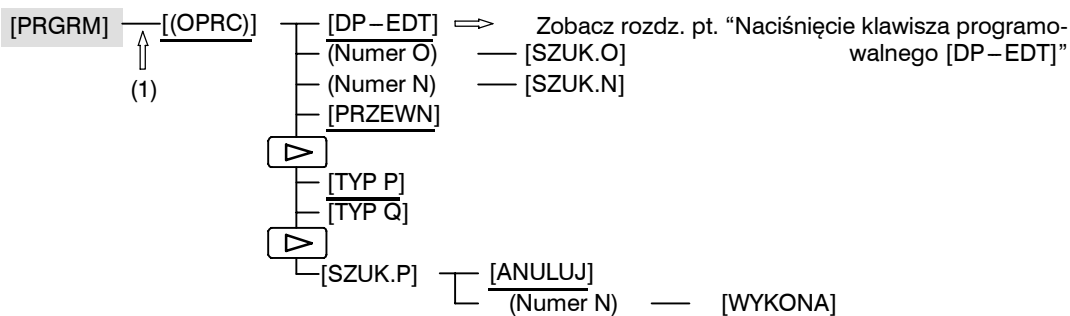 [PRGRM] [(OPRC)] [DP–EDT] Zobacz rozdz. pt. “Naciśnięcie klawisza programo-
(Numer O) [SZUK.O] walnego [DP–EDT]”
(1) (Numer N) [SZUK.N]
[PRZEWN]
[TYP P]
[TYP Q]
[SZUK.P] [ANULUJ]
(Numer N) [WYKONA]